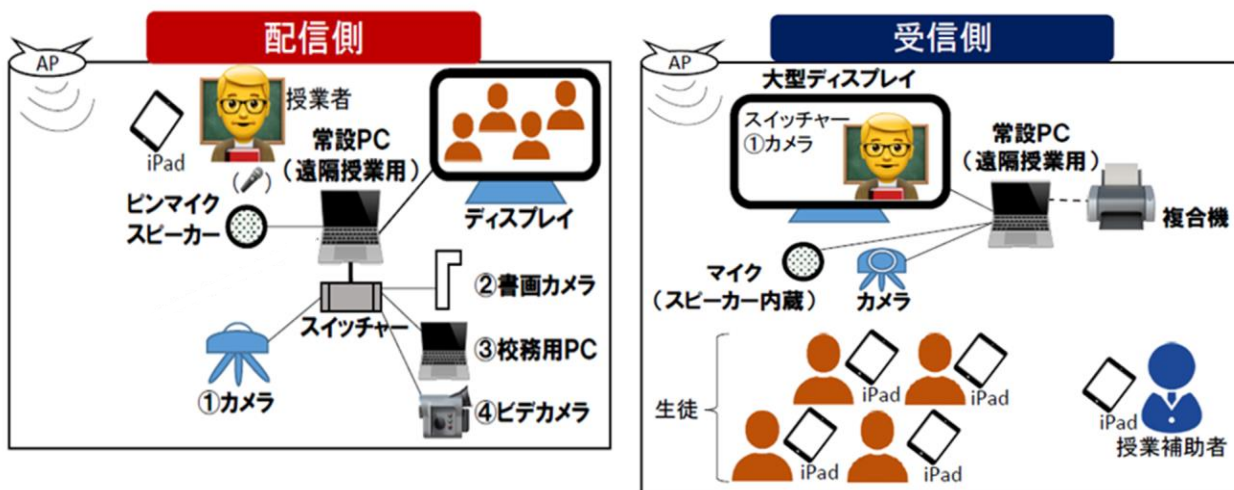 配信側
AP
授業者
iPad
常設PC
(遠隔授業用)
ピンマイク
スピーカー
ディスプレイ
②書画カメラ
スイッチャー
③校務用PC
①カメラ
④ビデカメラ
受信側
AP
大型ディスプレイ
スイッチャー
①カメラ
常設PC
(遠隔授業用)
複合機
マイク
(スピーカー内蔵)
カメラ
生徒
iPad
iPad
iPad
iPad
iPad
授業補助者